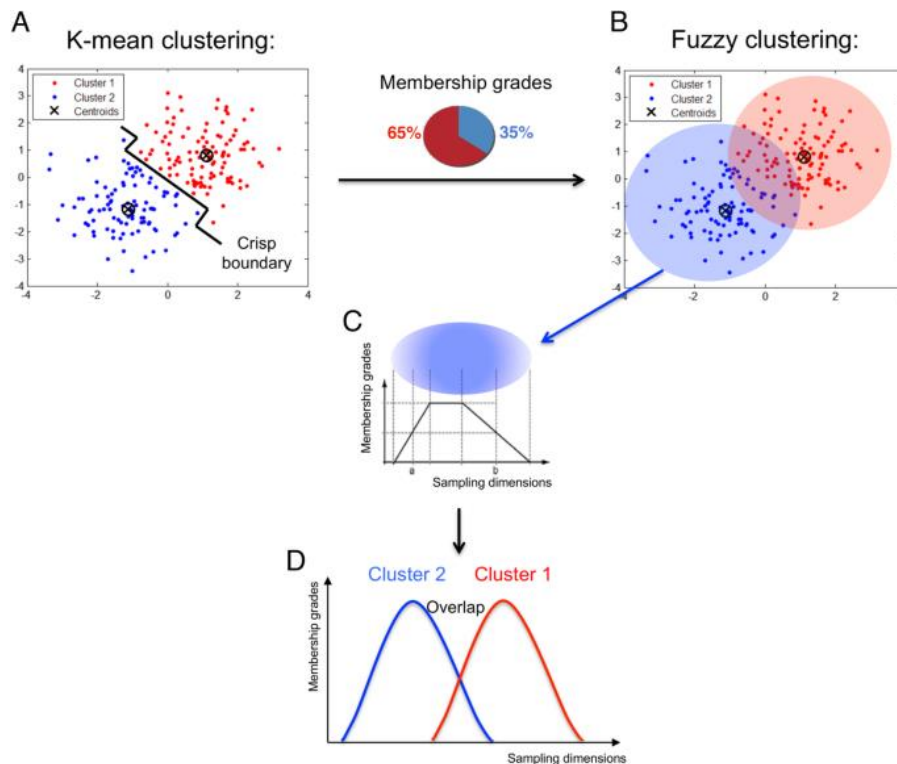 A
K-mean clustering:
Cluster 1
Cluster 2
Centroids
4
3
2
1
0
-1
-2
-3
-4
-4
-2
0
2
4
Crisp
boundary
Membership grades
65%
35%
B
Fuzzy clustering:
Cluster 1
Cluster 2
Centroids
4
3
2
1
0
-1
-2
-3
-4
-4
-2
0
2
C
Membership grades
a
b
Sampling dimensions
D
Cluster 2
Cluster 1
Overlap
Membership grades
Sampling dimensions